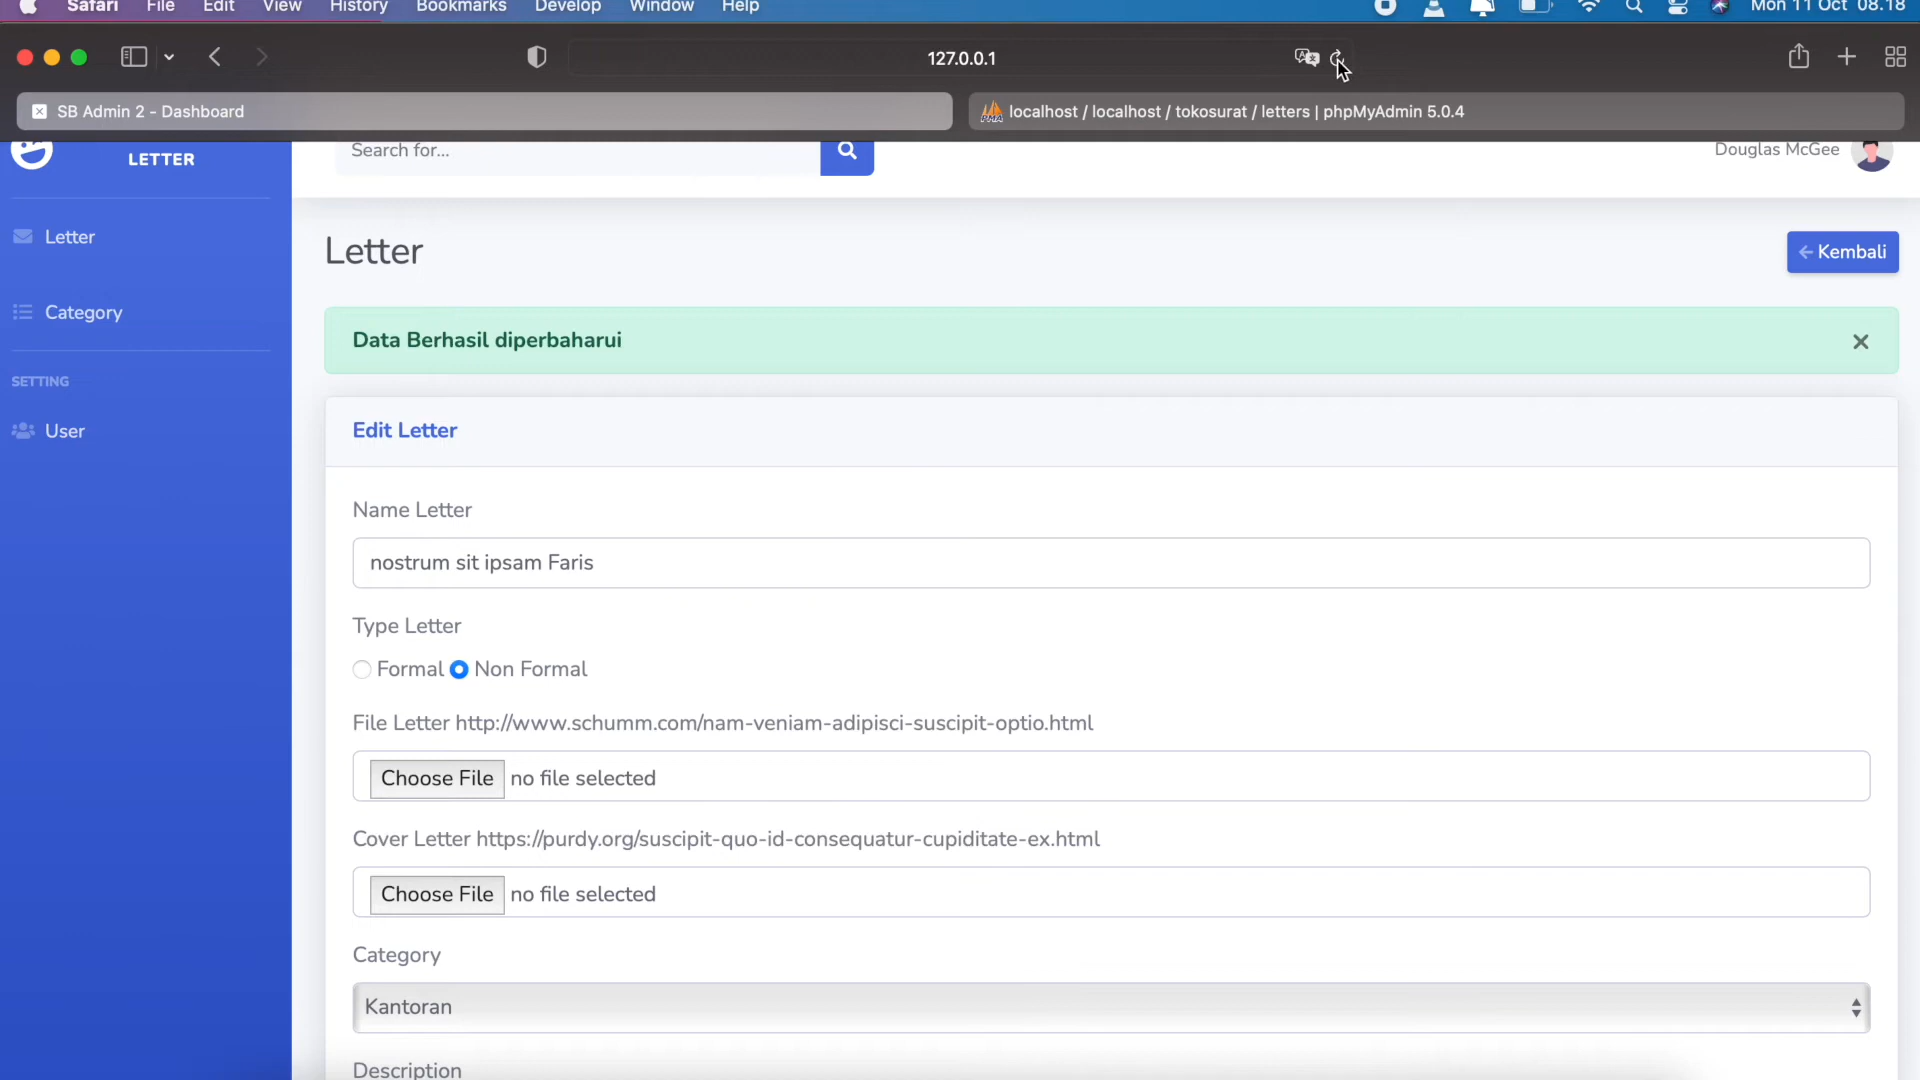 Safari File Edit View History Bookmarks Develop Window Help Mon 11 Oct 08.18
127.0.0.1
SB Admin 2 - Dashboard
localhost / localhost / tokosurat / letters | phpMyAdmin 5.0.4
LETTER
Search for...
Douglas McGee
Letter
Category
SETTING
User
Letter
Kembali
Data Berhasil diperbaharui
Edit Letter
Name Letter
nostrum sit ipsam Faris
Type Letter
Formal Non Formal
File Letter http://www.schumm.com/nam-veniam-adipisci-suscipit-optio.html
Choose File no file selected
Cover Letter https://purdy.org/suscipit-quo-id-consequatur-cupiditate-ex.html
Choose File no file selected
Category
Kantoran
Description